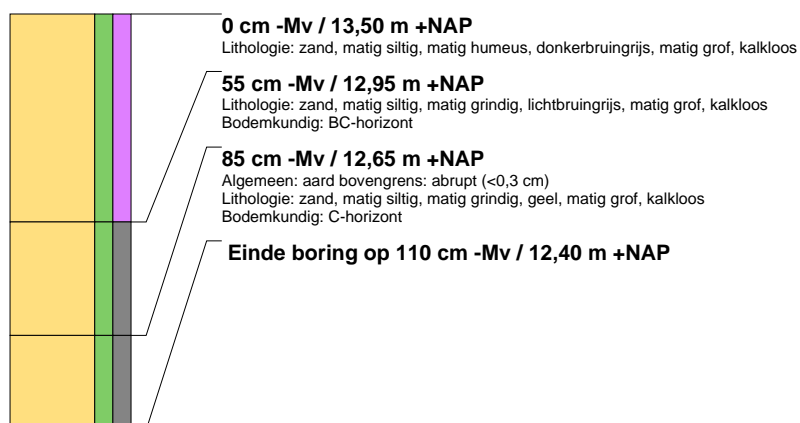 0 cm -Mv / 13,50 m +NAP
Lithologie: zand, matig siltig, matig humeus, donkerbruingrijs, matig grof, kalkloos
55 cm -Mv / 12,95 m +NAP
Lithologie: zand, matig siltig, matig grindig, lichtbruingrijs, matig grof, kalkloos
Bodemkundig: BC-horizont
85 cm -Mv / 12,65 m +NAP
Algemeen: aard bovengrens: abrupt (<0,3 cm)
Lithologie: zand, matig siltig, matig grindig, geel, matig grof, kalkloos
Bodemkundig: C-horizont
Einde boring op 110 cm -Mv / 12,40 m +NAP